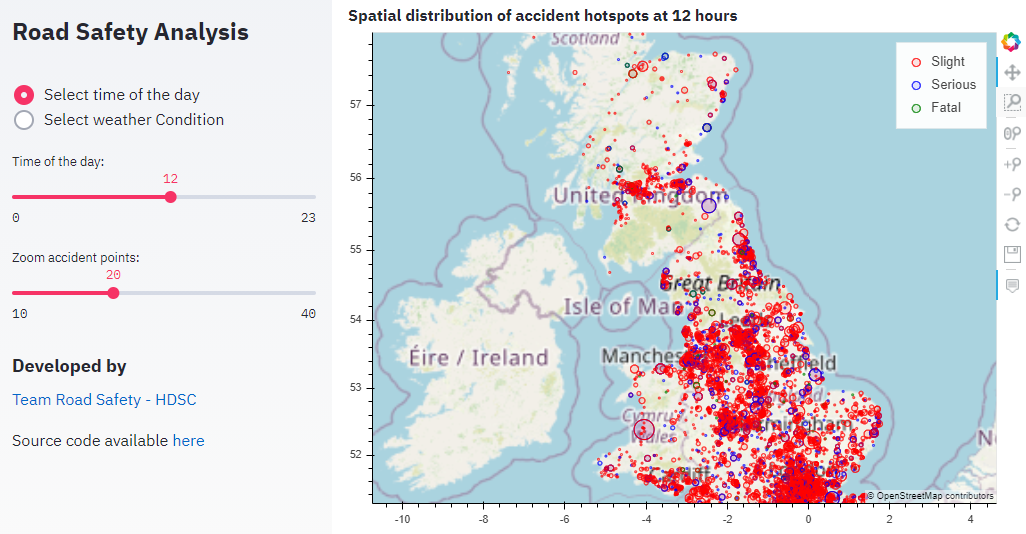 Road Safety Analysis
Select time of the day
Select weather Condition
Time of the day:
12
0
23
Zoom accident points:
20
10
40
Developed by
Team Road Safety - HDSC
Source code available here
Spatial distribution of accident hotspots at 12 hours
Scotland
Slight
Serious
Fatal
57
56
55
54
53
52
United Kingdom
Great Britain
Isle of Man
Éire / Ireland
Manches
Cymru
Wales
N
© OpenStreetMap contributors
-10
-8
-6
-4
-2
0
2
4